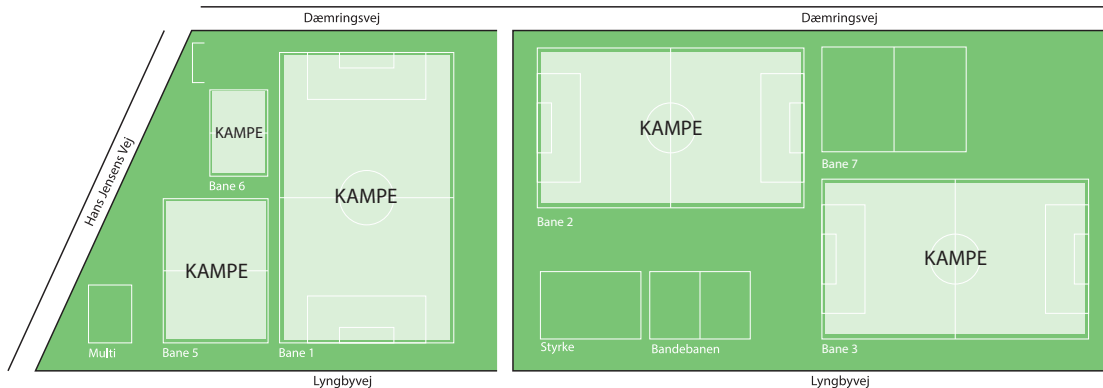 Dæmringsvej
Dæmringsvej
Hans Jensens Vej
KAMPE
Bane 6
KAMPE
Bane 5
Multi
KAMPE
Bane 1
KAMPE
Bane 2
Bane 7
KAMPE
Bane 3
Styrke
Bandebanen
Lyngbyvej
Lyngbyvej